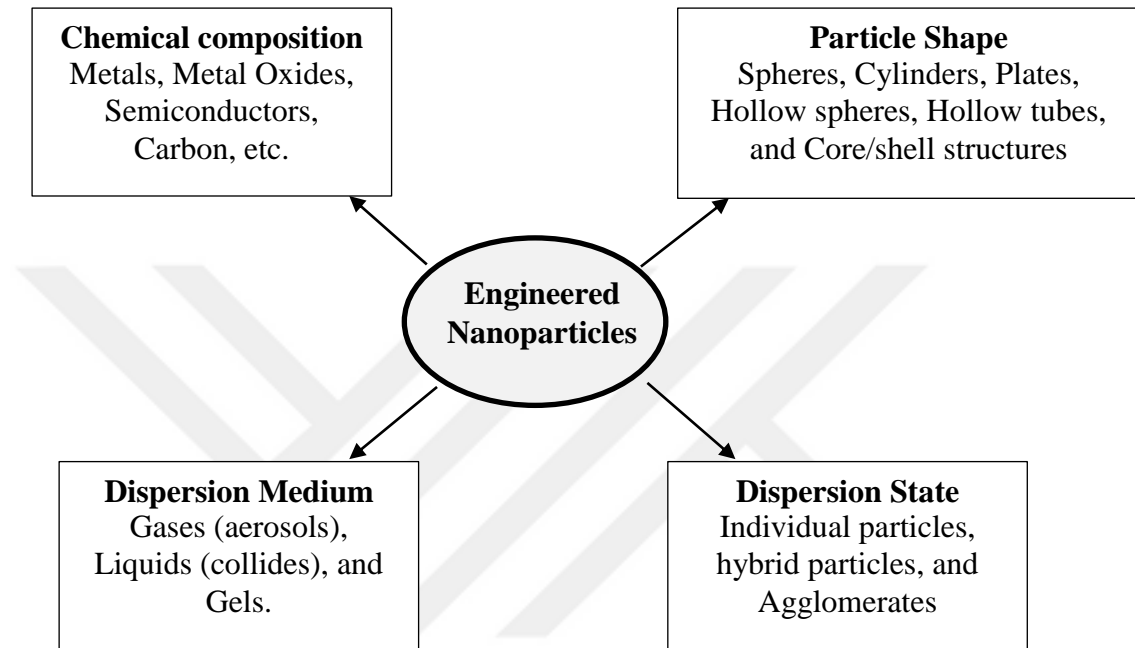 Chemical composition
Metals, Metal Oxides,
Semiconductors,
Carbon, etc.
Particle Shape
Spheres, Cylinders, Plates,
Hollow spheres, Hollow tubes,
and Core/shell structures
Engineered
Nanoparticles
Dispersion Medium
Gases (aerosols),
Liquids (collides), and
Gels.
Dispersion State
Individual particles,
hybrid particles, and
Agglomerates